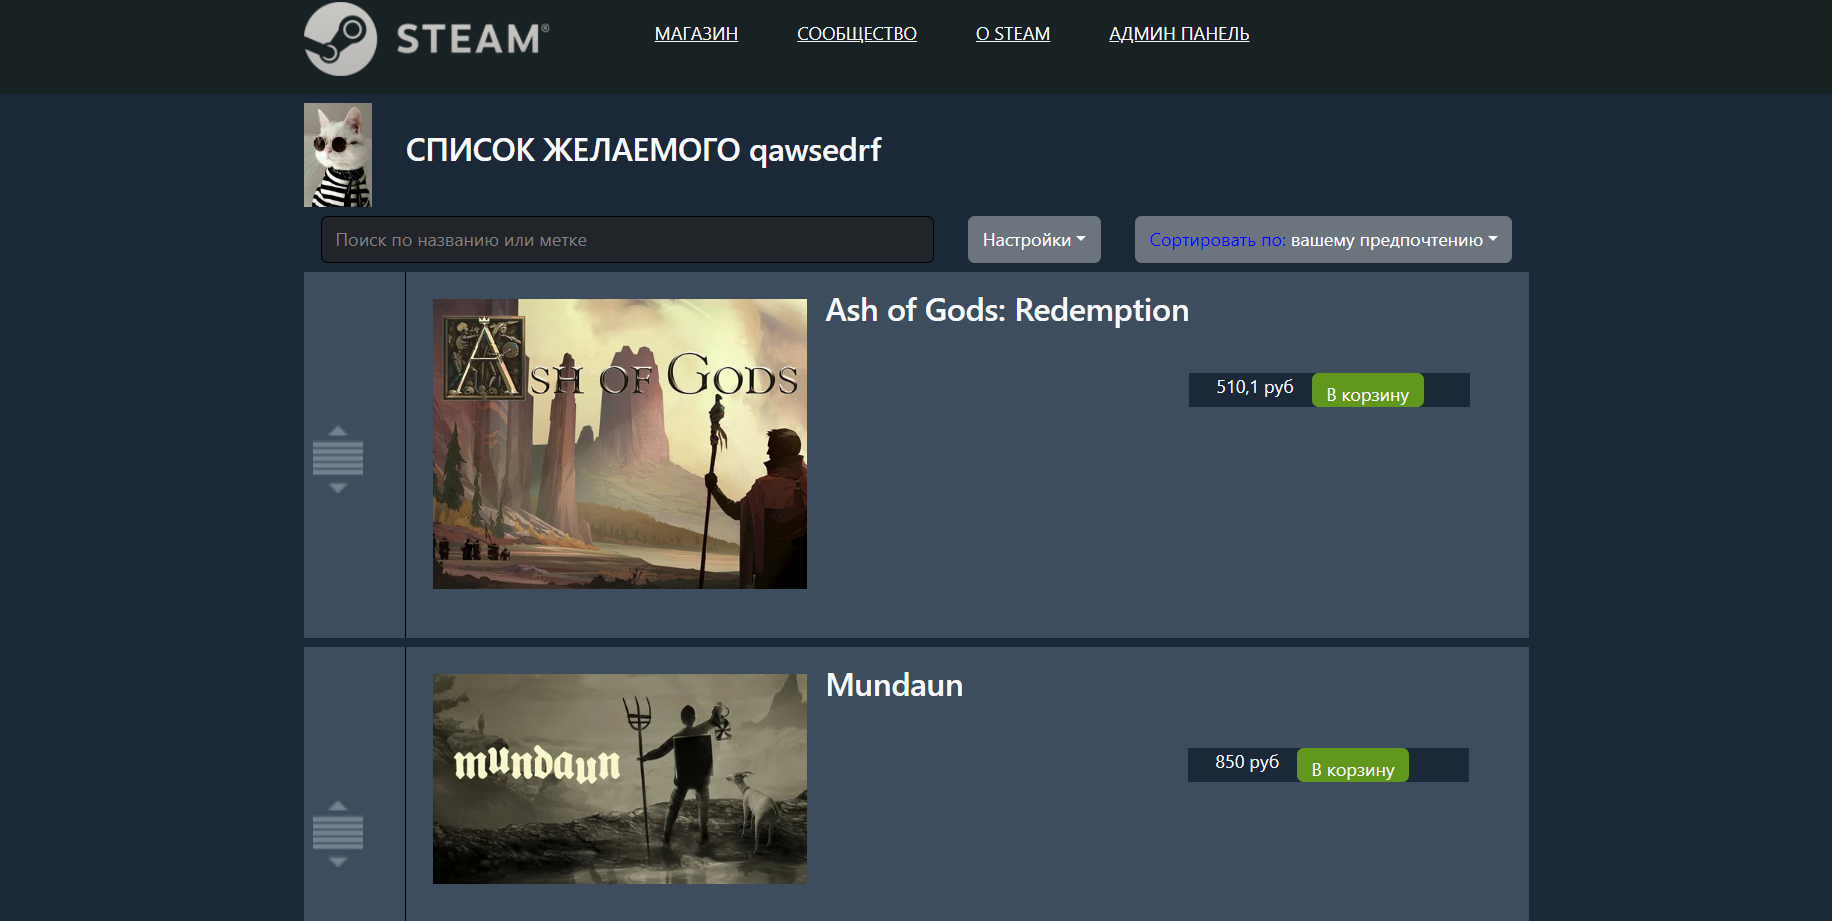 STEAM®
МАГАЗИН СООБЩЕСТВО О STEAM АДМИН ПАНЕЛЬ
СПИСОК ЖЕЛАЕМОГО qawsedrf
Поиск по названию или метке
Настройки
Сортировать по: вашему предпочтению
ASH OF GODS
Ash of Gods: Redemption
510,1 руб
В корзину
mundaun
Mundaun
850 руб
В корзину